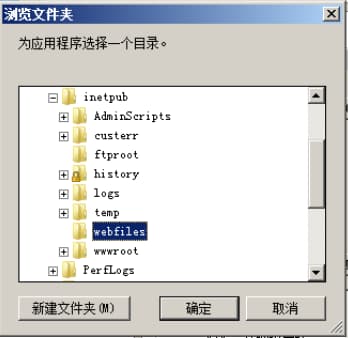 浏览文件夹
为应用程序选择一个目录。
inetpub
AdminScripts
custerr
ftproot
history
logs
temp
webfiles
wwwroot
PerfLogs
新建文件夹(M) 确定 取消